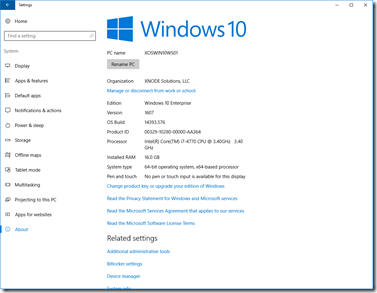 Settings
Home
Find a setting
System
Display
Apps & features
Default apps
Notifications & actions
Power & sleep
Storage
Offline maps
Tablet mode
Multitasking
Projecting to this PC
Apps for websites
About
Windows 10
PC name XOSWIN10WS01
Rename PC
Organization XNODE Solutions, LLC
Manage or disconnect from work or school
Edition Windows 10 Enterprise
Version 1607
OS Build 14393.576
Product ID 00329-10280-00000-AA364
Processor Intel(R) Core(TM) i7-4770 CPU @ 3.40GHz 3.40
GHz
Installed RAM 16.0 GB
System type 64-bit operating system, x64-based processor
Pen and touch No pen or touch input is available for this display
Change product key or upgrade your edition of Windows
Read the Privacy Statement for Windows and Microsoft services
Read the Microsoft Services Agreement that applies to our services
Read the Microsoft Software License Terms
Related settings
Additional administrative tools
Bitlocker settings
Device manager